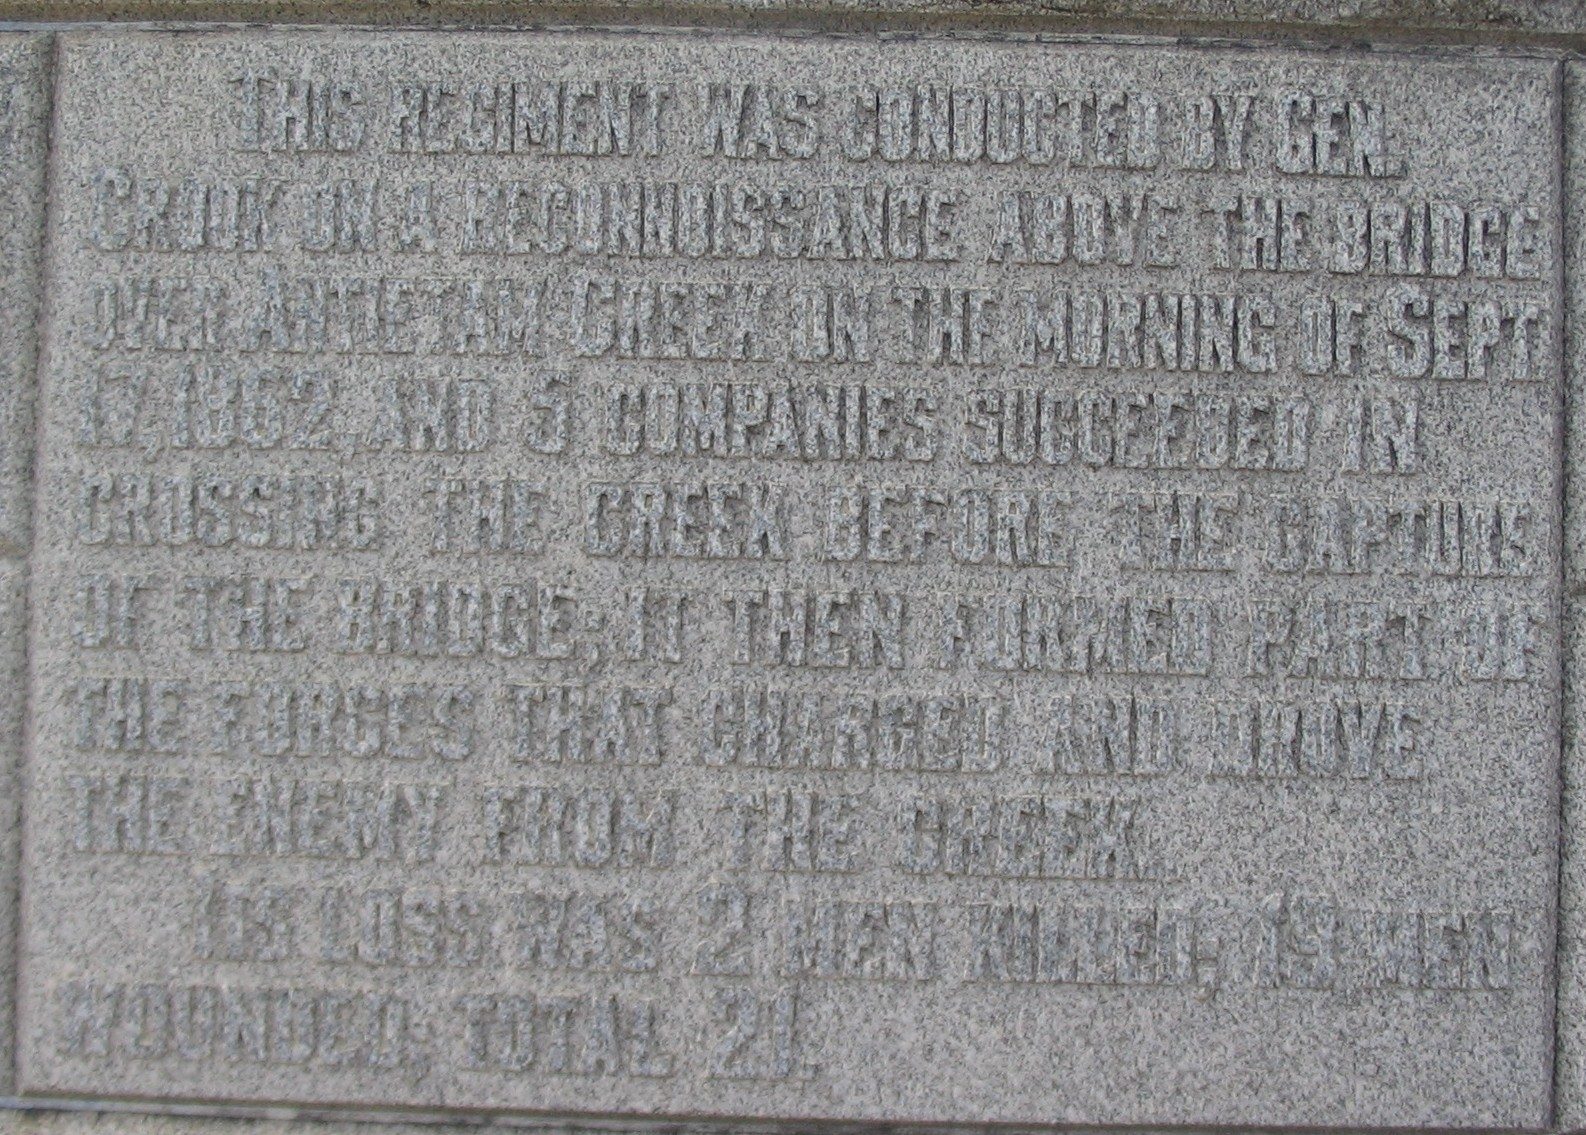 THIS REGIMENT WAS CONDUCTED BY GEN.
CROOK ON A RECONNOISSANCE ABOVE THE BRIDGE
OVER ANTIETAM CREEK ON THE MORNING OF SEPT
17, 1862, AND 5 COMPANIES SUCCEEDED IN
CROSSING THE CREEK BEFORE THE CAPTURE
OF THE BRIDGE; IT THEN FORMED PART OF
THE FORCES THAT CHARGED AND DROVE
THE ENEMY FROM THE CREEK.
ITS LOSS WAS 2 MEN KILLED; 19 MEN
WOUNDED TOTAL 21.